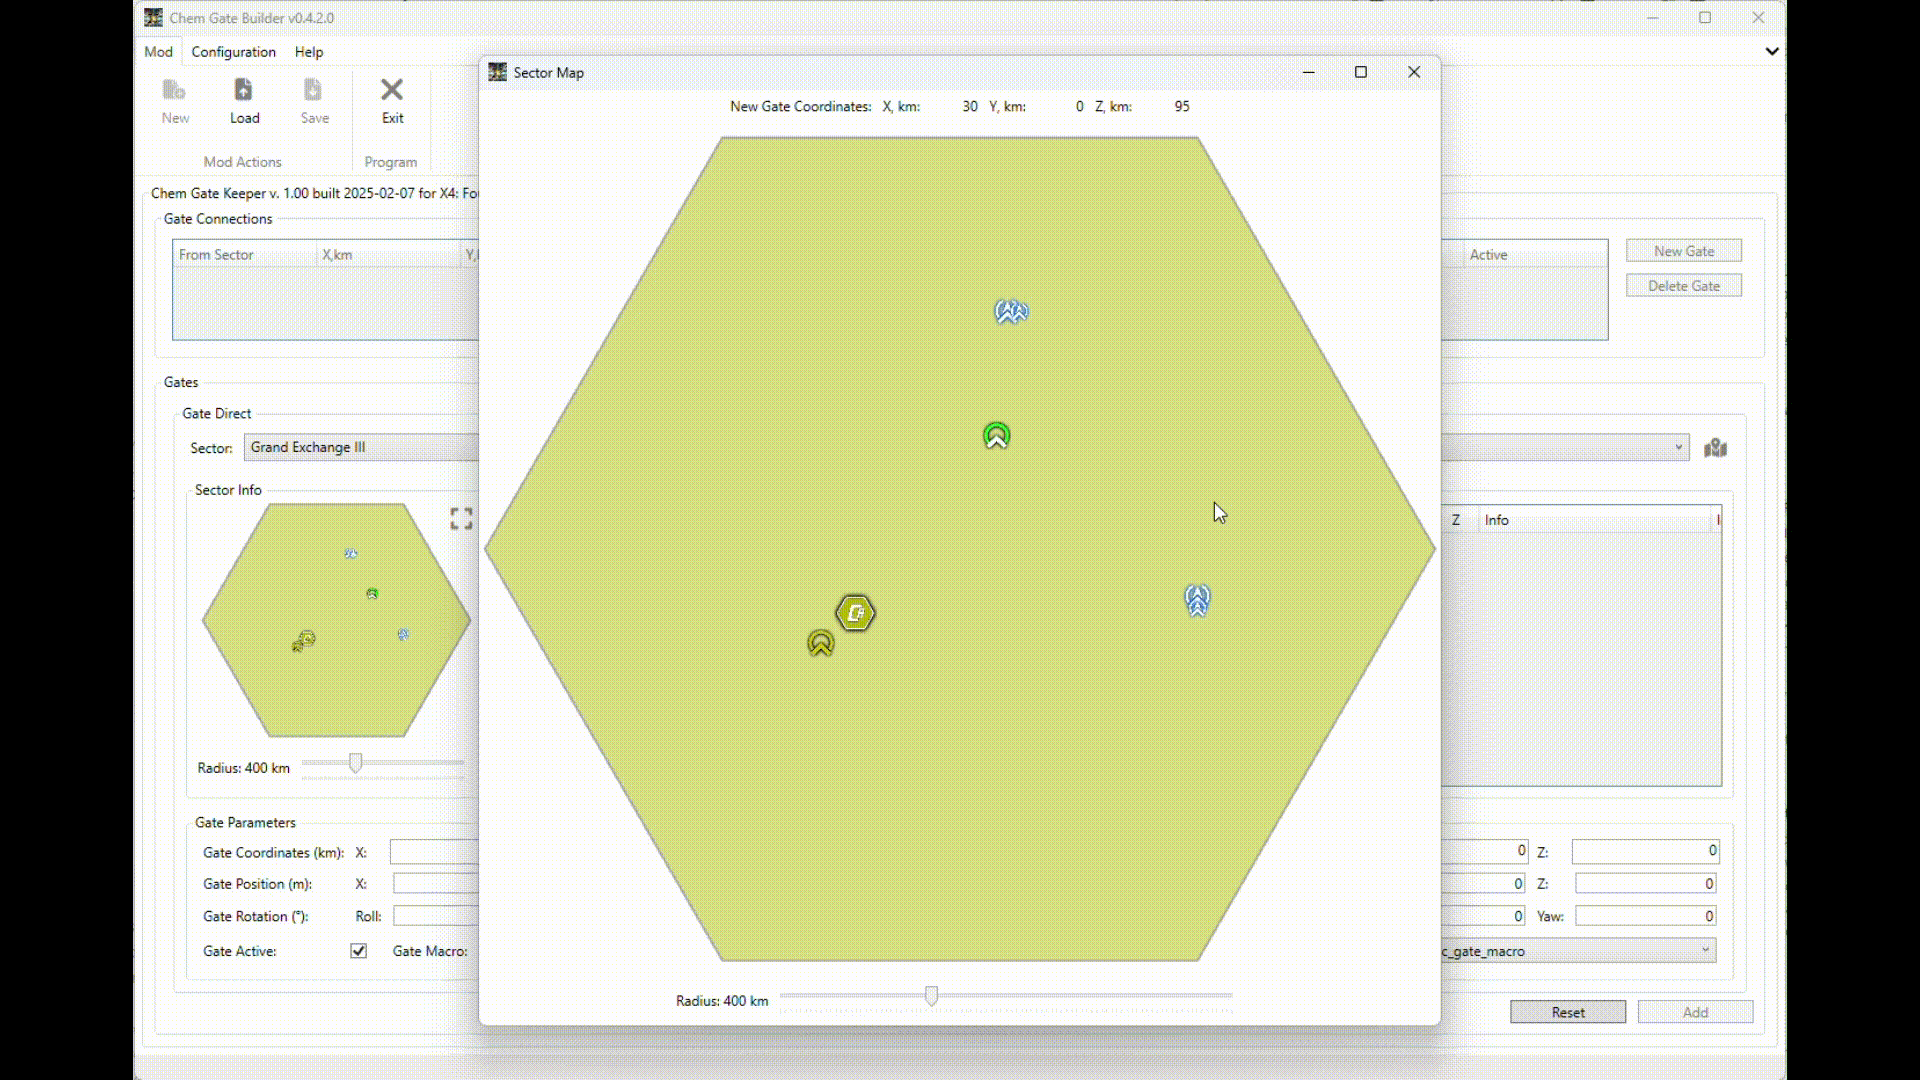 Chem Gate Builder v0.4.2.0
Mod Configuration Help
New Load Save Exit
Mod Actions Program
Sector Map
New Gate Coordinates: X, km: 30 Y, km: 0 Z, km: 95
Radius: 400 km
Chem Gate Keeper v. 1.00 built 2025-02-07 for X4: Fo
Gate Connections
From Sector X,km Y, Active
New Gate
Delete Gate
Gates
Gate Direct
Sector: Grand Exchange III
Sector Info
Z Info
Radius: 400 km
Gate Parameters
Gate Coordinates (km): X: 0 Z: 0
Gate Position (m): X: 0 Z: 0
Gate Rotation (°): Roll: 0 Yaw: 0
Gate Active: Gate Macro: c_gate_macro
Reset Add